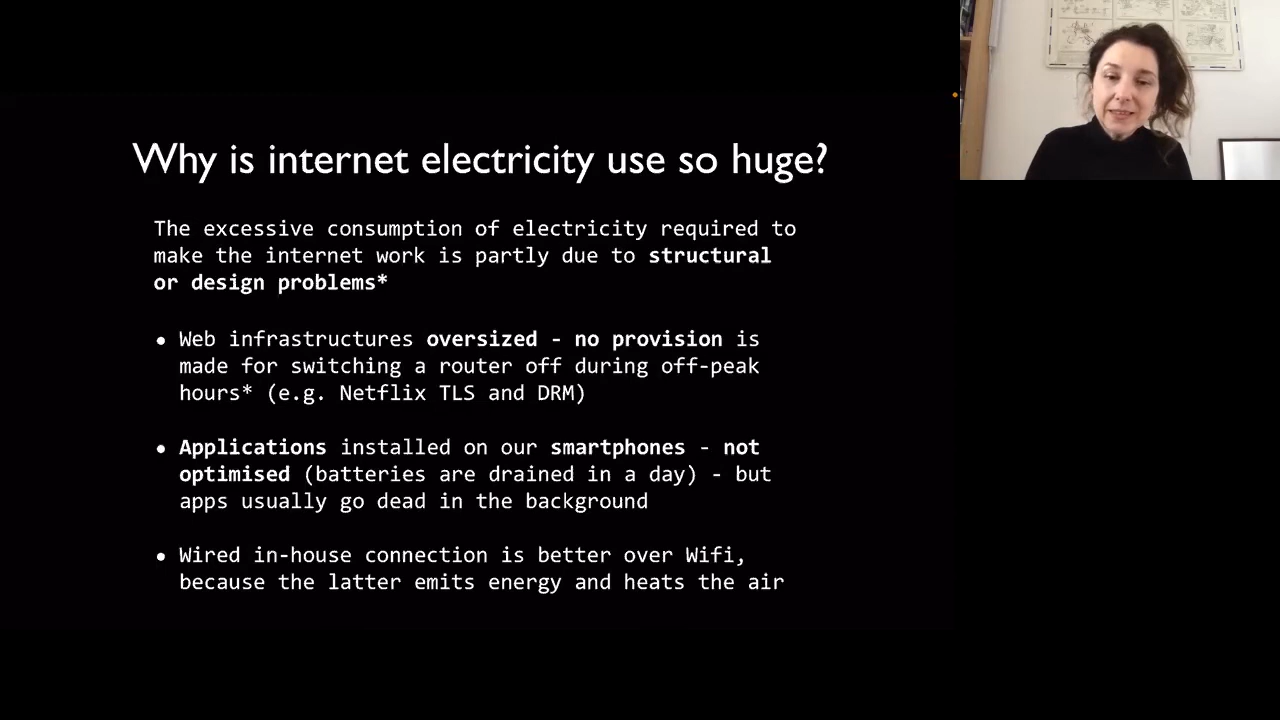 Why is internet electricity use so huge?
The excessive consumption of electricity required to
make the internet work is partly due to structural
or design problems*
• Web infrastructures oversized - no provision is
made for switching a router off during off-peak
hours* (e.g. Netflix TLS and DRM)
• Applications installed on our smartphones - not
optimised (batteries are drained in a day) - but
apps usually go dead in the background
• Wired in-house connection is better over Wifi,
because the latter emits energy and heats the air